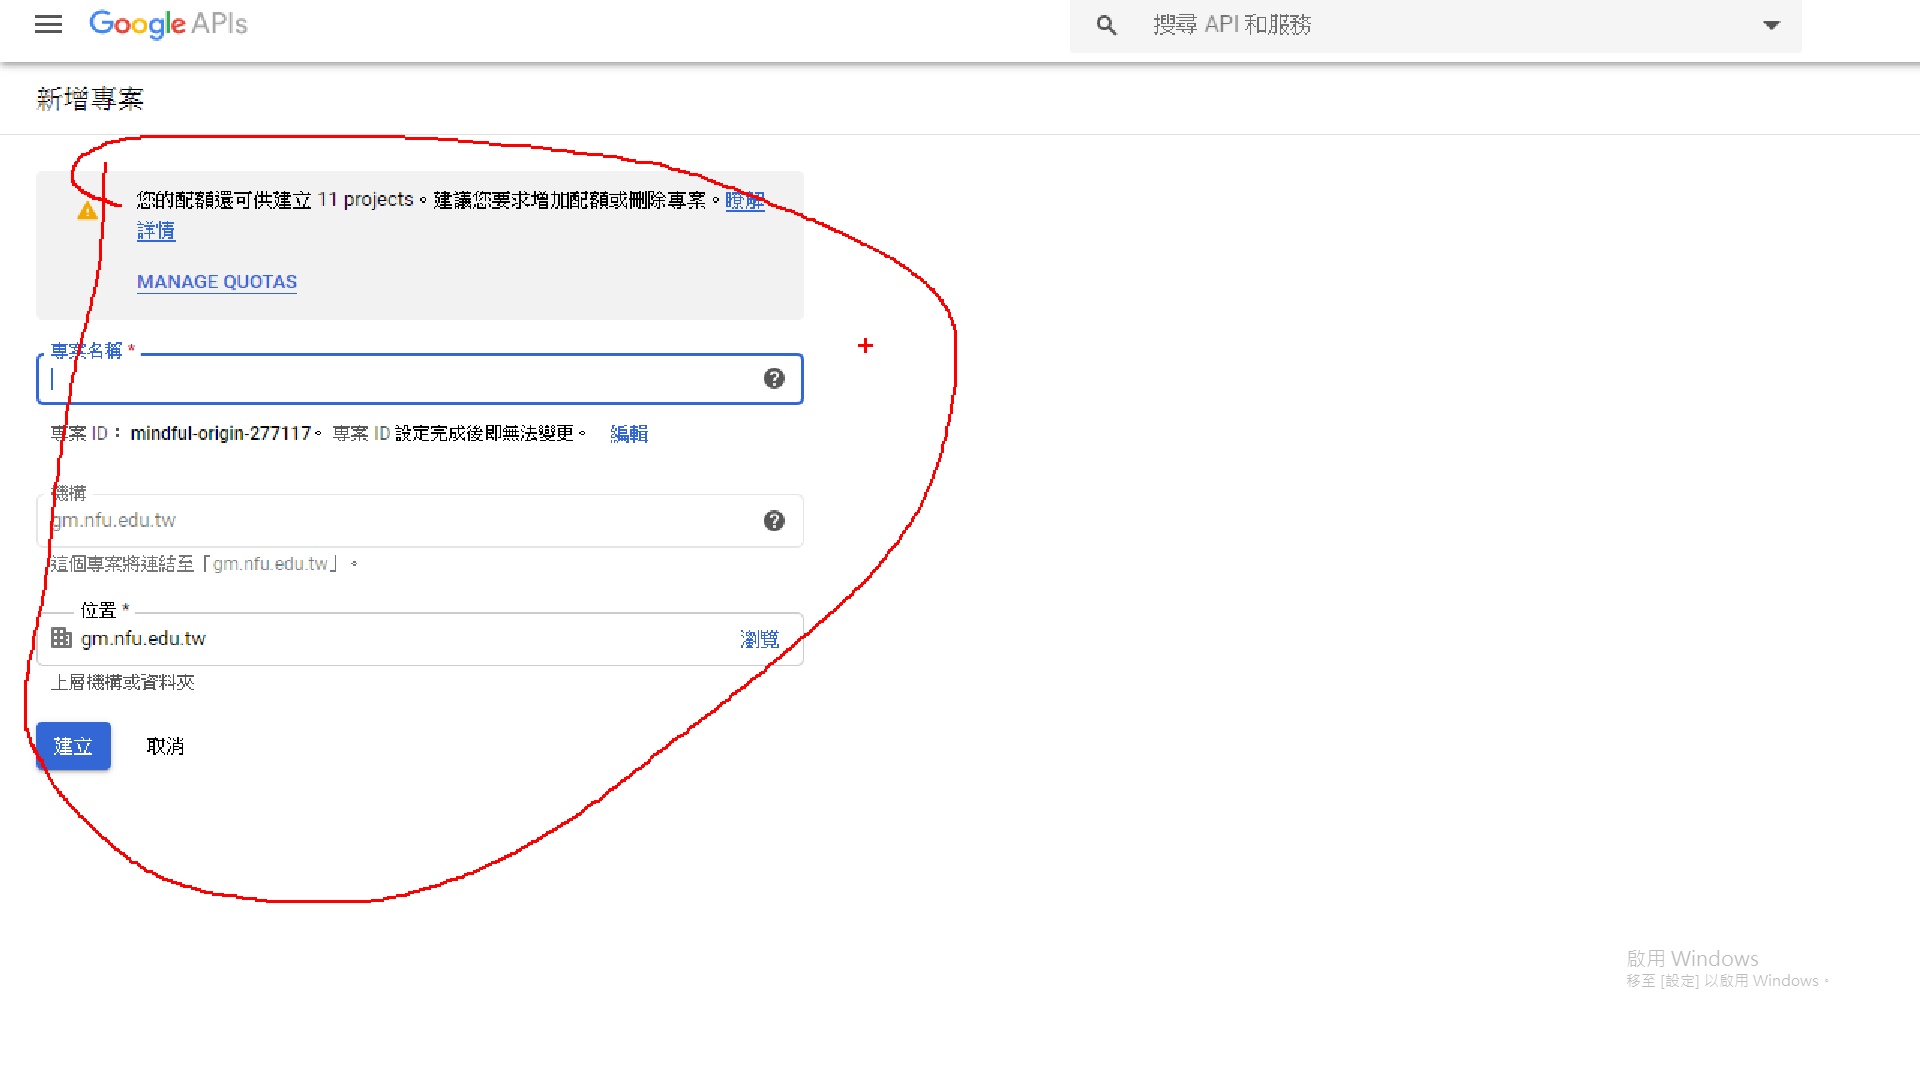 Google APIs
搜尋 API 和服務
新增專案
您的配額還可供建立 11 projects。建議您要求增加配額或刪除專案。瞭解
詳情
MANAGE QUOTAS
專案名稱 *
專案 ID： mindful-origin-277117。 專案 ID 設定完成後即無法變更。 編輯
機構
gm.nfu.edu.tw
這個專案將連結至「gm.nfu.edu.tw」。
位置 *
gm.nfu.edu.tw
瀏覽
上層機構或資料夾
建立
取消
啟用 Windows
移至 [設定] 以啟用 Windows。